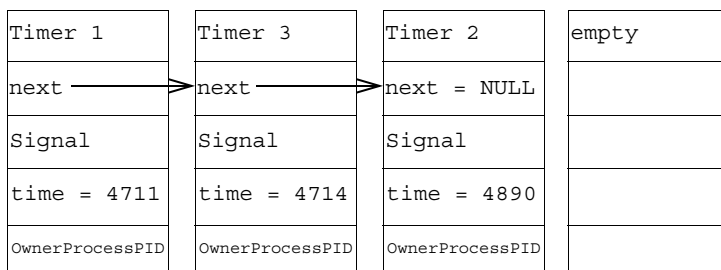 Timer 1 Timer 3 Timer 2 empty
next next next = NULL
Signal Signal Signal
time = 4711 time = 4714 time = 4890
OwnerProcessPID OwnerProcessPID OwnerProcessPID